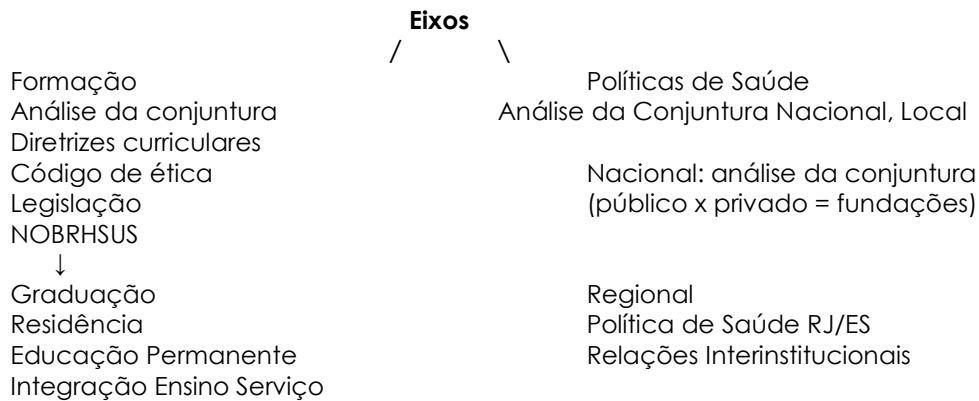 Eixos
/ \
Formação Políticas de Saúde
Análise da conjuntura Análise da Conjuntura Nacional, Local
Diretrizes curriculares
Código de ética Nacional: análise da conjuntura
Legislação (público x privado = fundações)
NOBRHSUS
↓
Graduação Regional
Residência Política de Saúde RJ/ES
Educação Permanente Relações Interinstitucionais
Integração Ensino Serviço